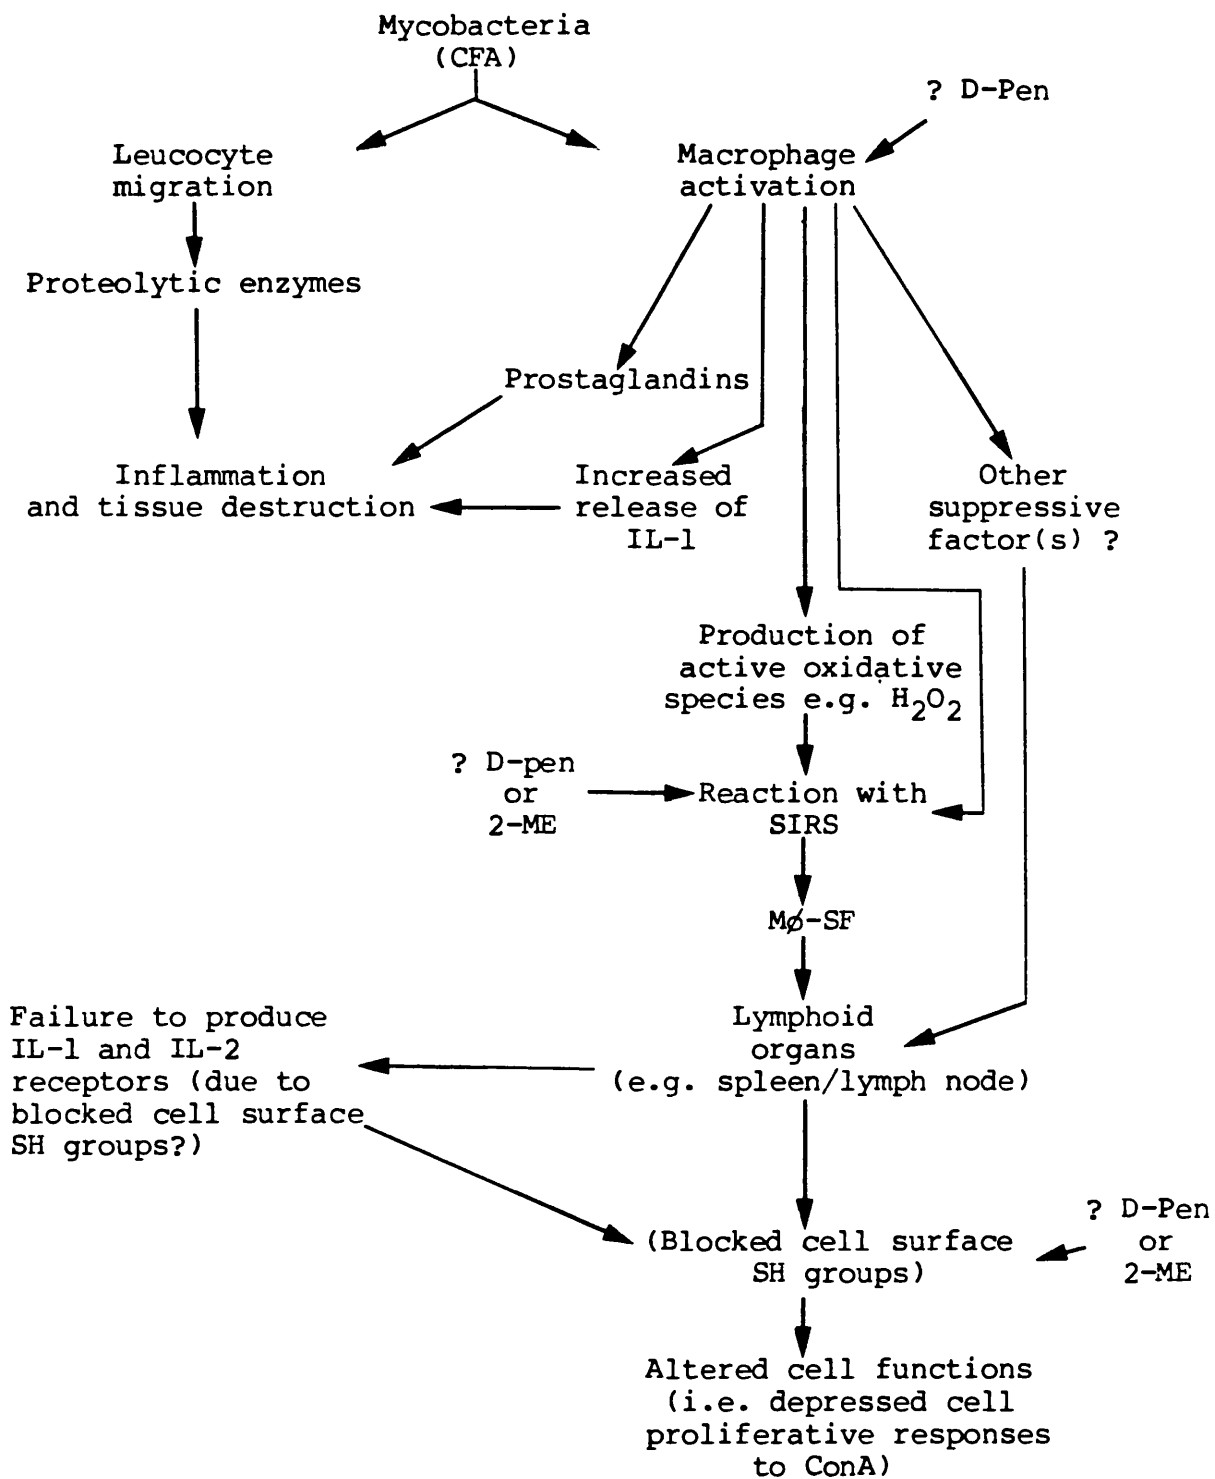 Mycobacteria
(CFA)
? D-Pen
Leucocyte
migration
Macrophage
activation
Proteolytic enzymes
Prostaglandins
Inflammation
and tissue destruction
Increased
release of
IL-1
Other
suppressive
factor(s) ?
Production of
active oxidative
species e.g. H₂O₂
? D-pen
or
2-ME
Reaction with
SIRS
Mø-SF
Lymphoid
organs
(e.g. spleen/lymph node)
Failure to produce
IL-1 and IL-2
receptors (due to
blocked cell surface
SH groups?)
(Blocked cell surface
SH groups)
? D-Pen
or
2-ME
Altered cell functions
(i.e. depressed cell
proliferative responses
to ConA)